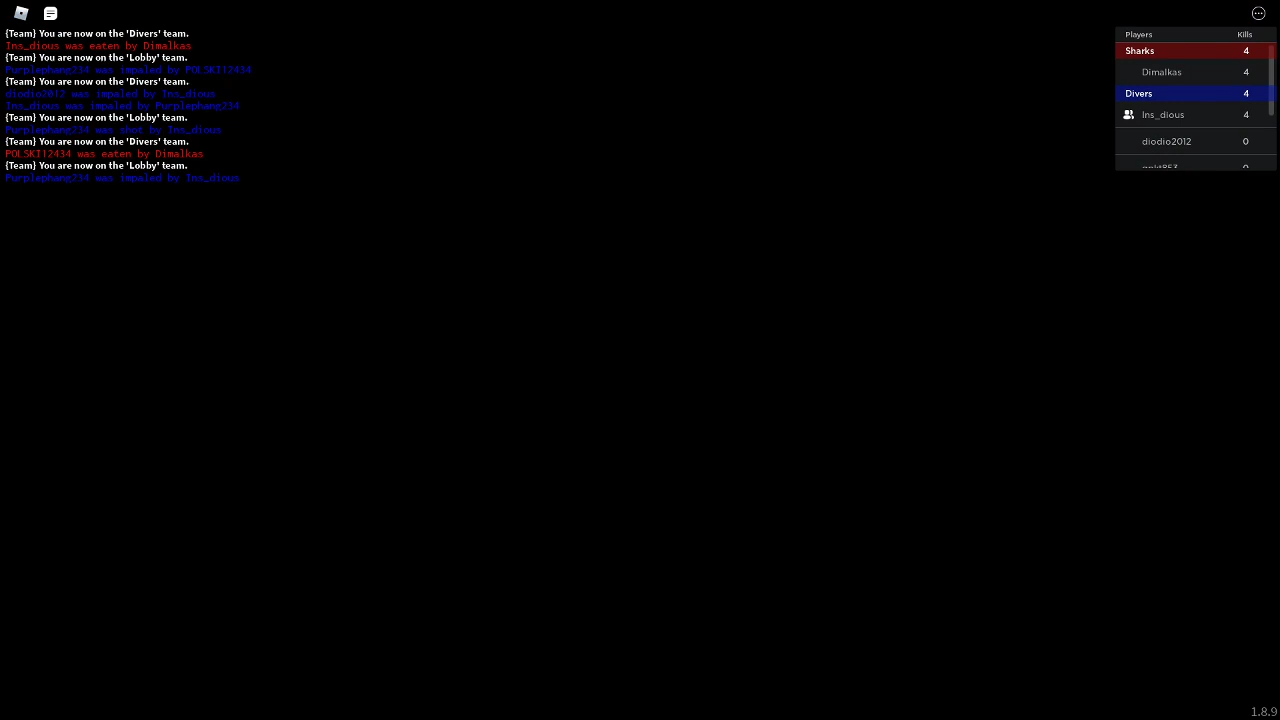 {Team} You are now on the 'Divers' team.
Ins_dious was eaten by Dimalkas
{Team} You are now on the 'Lobby' team.
Purplephang234 was impaled by POLSKI12434
{Team} You are now on the 'Divers' team.
diodio2012 was impaled by Ins_dious
Ins_dious was impaled by Purplephang234
{Team} You are now on the 'Lobby' team.
Purplephang234 was shot by Ins_dious
{Team} You are now on the 'Divers' team.
POLSKI12434 was eaten by Dimalkas
{Team} You are now on the 'Lobby' team.
Purplephang234 was impaled by Ins_dious
Players Kills
Sharks 4
Dimalkas 4
Divers 4
Ins_dious 4
diodio2012 0
1.8.9